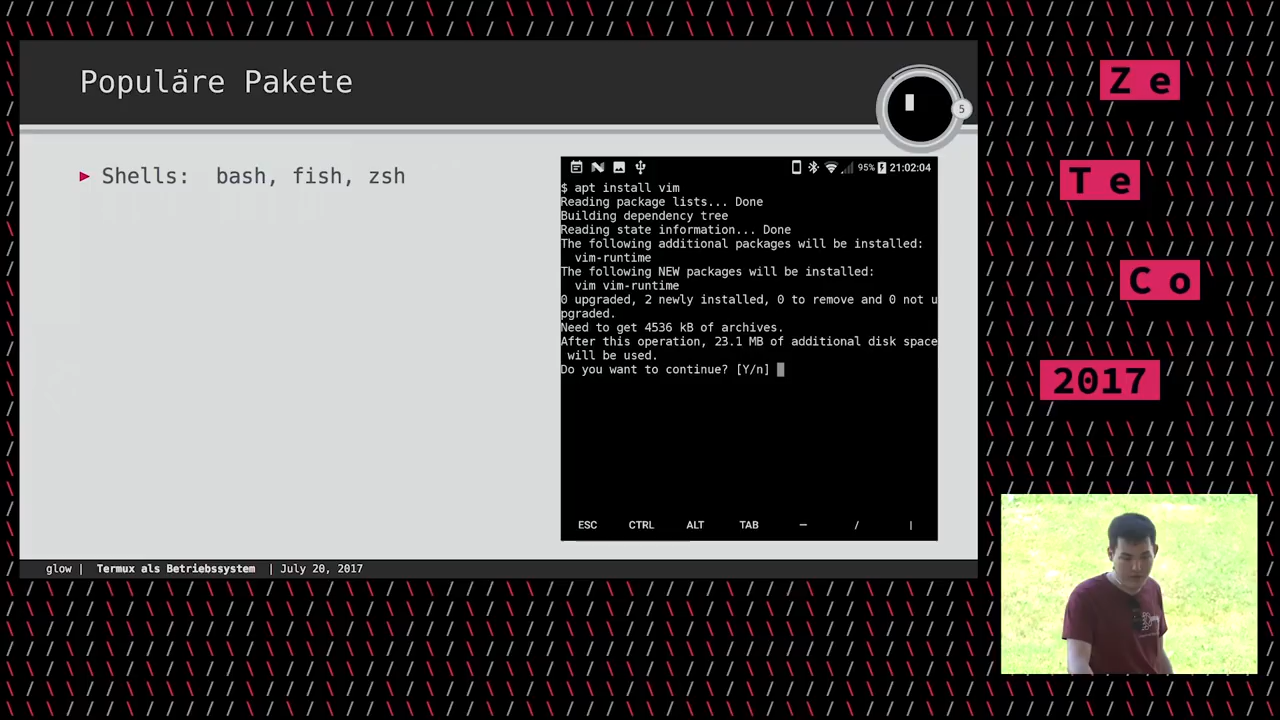 Populäre Pakete
5
▶ Shells: bash, fish, zsh
95% 21:02:04
$ apt install vim
Reading package lists... Done
Building dependency tree
Reading state information... Done
The following additional packages will be installed:
vim-runtime
The following NEW packages will be installed:
vim vim-runtime
0 upgraded, 2 newly installed, 0 to remove and 0 not u
pgraded.
Need to get 4536 kB of archives.
After this operation, 23.1 MB of additional disk space
will be used.
Do you want to continue? [Y/n]
ESC CTRL ALT TAB — / |
glow | Termux als Betriebssystem | July 20, 2017
Ze
Te
Co
2017